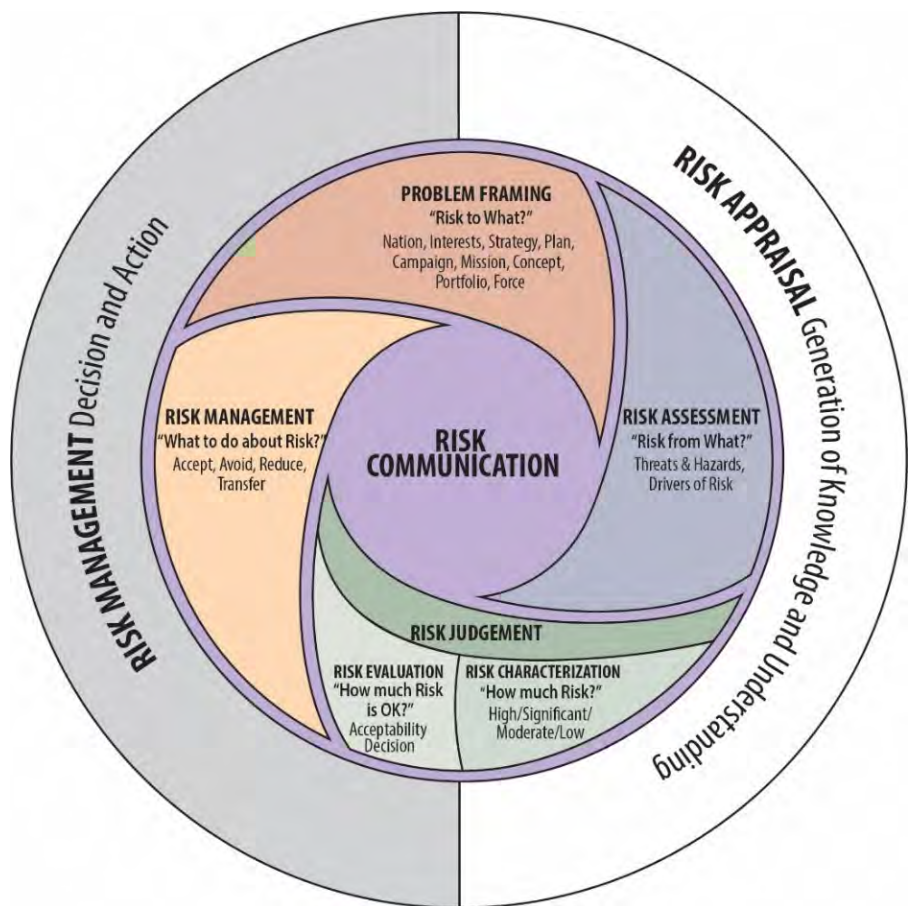 PROBLEM FRAMING
"Risk to What?"
Nation, Interests, Strategy, Plan,
Campaign, Mission, Concept,
Portfolio, Force
RISK ASSESSMENT
"Risk from What?"
Threats & Hazards,
Drivers of Risk
RISK JUDGEMENT
RISK CHARACTERIZATION
"How much Risk?"
High/Significant/
Moderate/Low
RISK EVALUATION
"How much Risk
is OK?"
Acceptability
Decision
RISK MANAGEMENT
"What to do about Risk?"
Accept, Avoid, Reduce,
Transfer
RISK
COMMUNICATION
RISK APPRAISAL Generation of Knowledge and Understanding
RISK MANAGEMENT Decision and Action